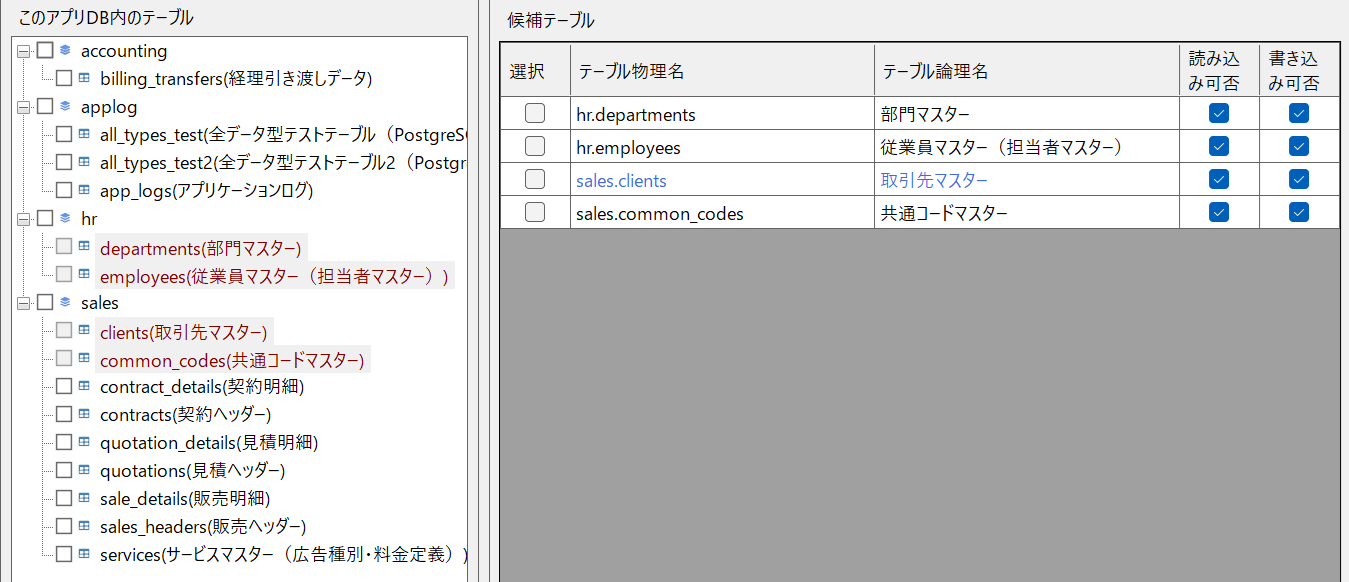 このアプリDB内のテーブル
accounting
billing_transfers(経理引き渡しデータ)
applog
all_types_test(全データ型テストテーブル（PostgreSQ
all_types_test2(全データ型テストテーブル2（Postgr
app_logs(アプリケーションログ)
hr
departments(部門マスター)
employees(従業員マスター（担当者マスター）)
sales
clients(取引先マスター)
common_codes(共通コードマスター)
contract_details(契約明細)
contracts(契約ヘッダー)
quotation_details(見積明細)
quotations(見積ヘッダー)
sale_details(販売明細)
sales_headers(販売ヘッダー)
services(サービスマスター（広告種別・料金定義）)
候補テーブル
選択 テーブル物理名 テーブル論理名 読み込み可否 書き込み可否
hr.departments 部門マスター
hr.employees 従業員マスター（担当者マスター）
sales.clients 取引先マスター
sales.common_codes 共通コードマスター